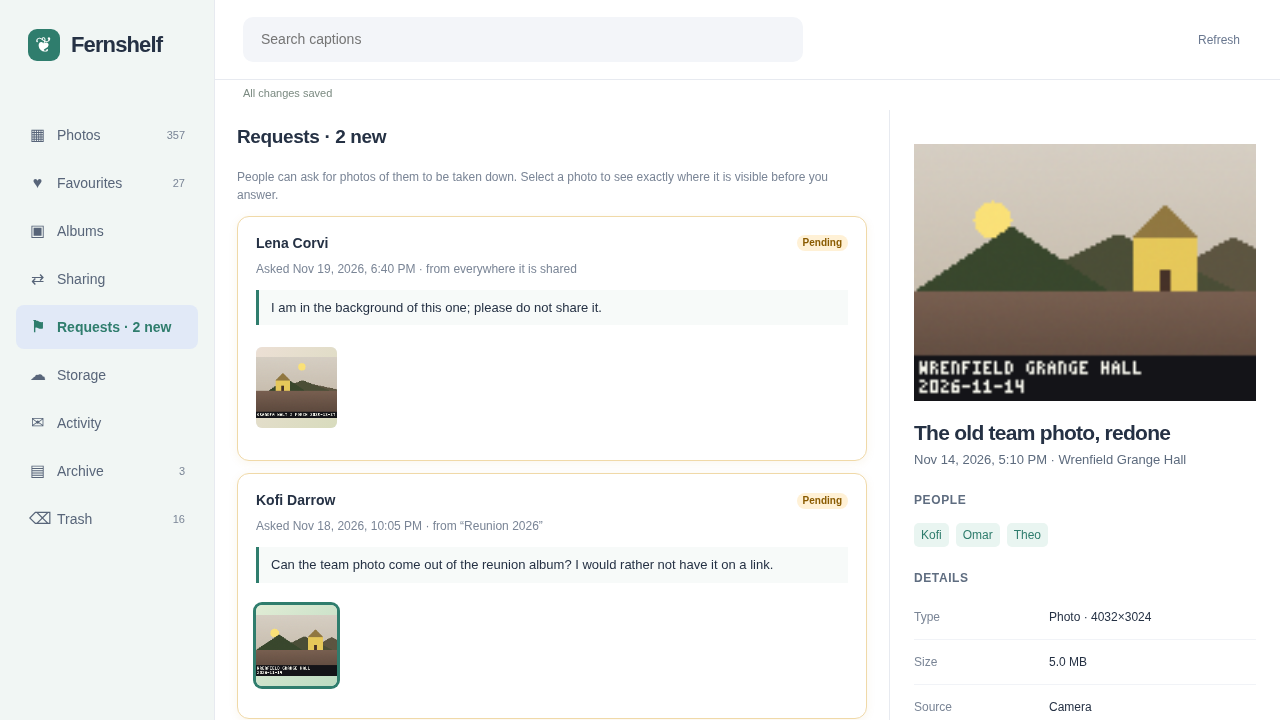 Fernshelf
Search captions
Refresh
All changes saved
Photos 357
Favourites 27
Albums
Sharing
Requests · 2 new
Storage
Activity
Archive 3
Trash 16
Requests · 2 new
People can ask for photos of them to be taken down. Select a photo to see exactly where it is visible before you
answer.
Lena Corvi
Pending
Asked Nov 19, 2026, 6:40 PM · from everywhere it is shared
I am in the background of this one; please do not share it.
Kofi Darrow
Pending
Asked Nov 18, 2026, 10:05 PM · from “Reunion 2026”
Can the team photo come out of the reunion album? I would rather not have it on a link.
WRENFIELD GRANGE HALL
2026-11-14
WRENFIELD GRANGE HALL
2026-11-14
The old team photo, redone
Nov 14, 2026, 5:10 PM · Wrenfield Grange Hall
PEOPLE
Kofi Omar Theo
DETAILS
Type Photo · 4032×3024
Size 5.0 MB
Source Camera